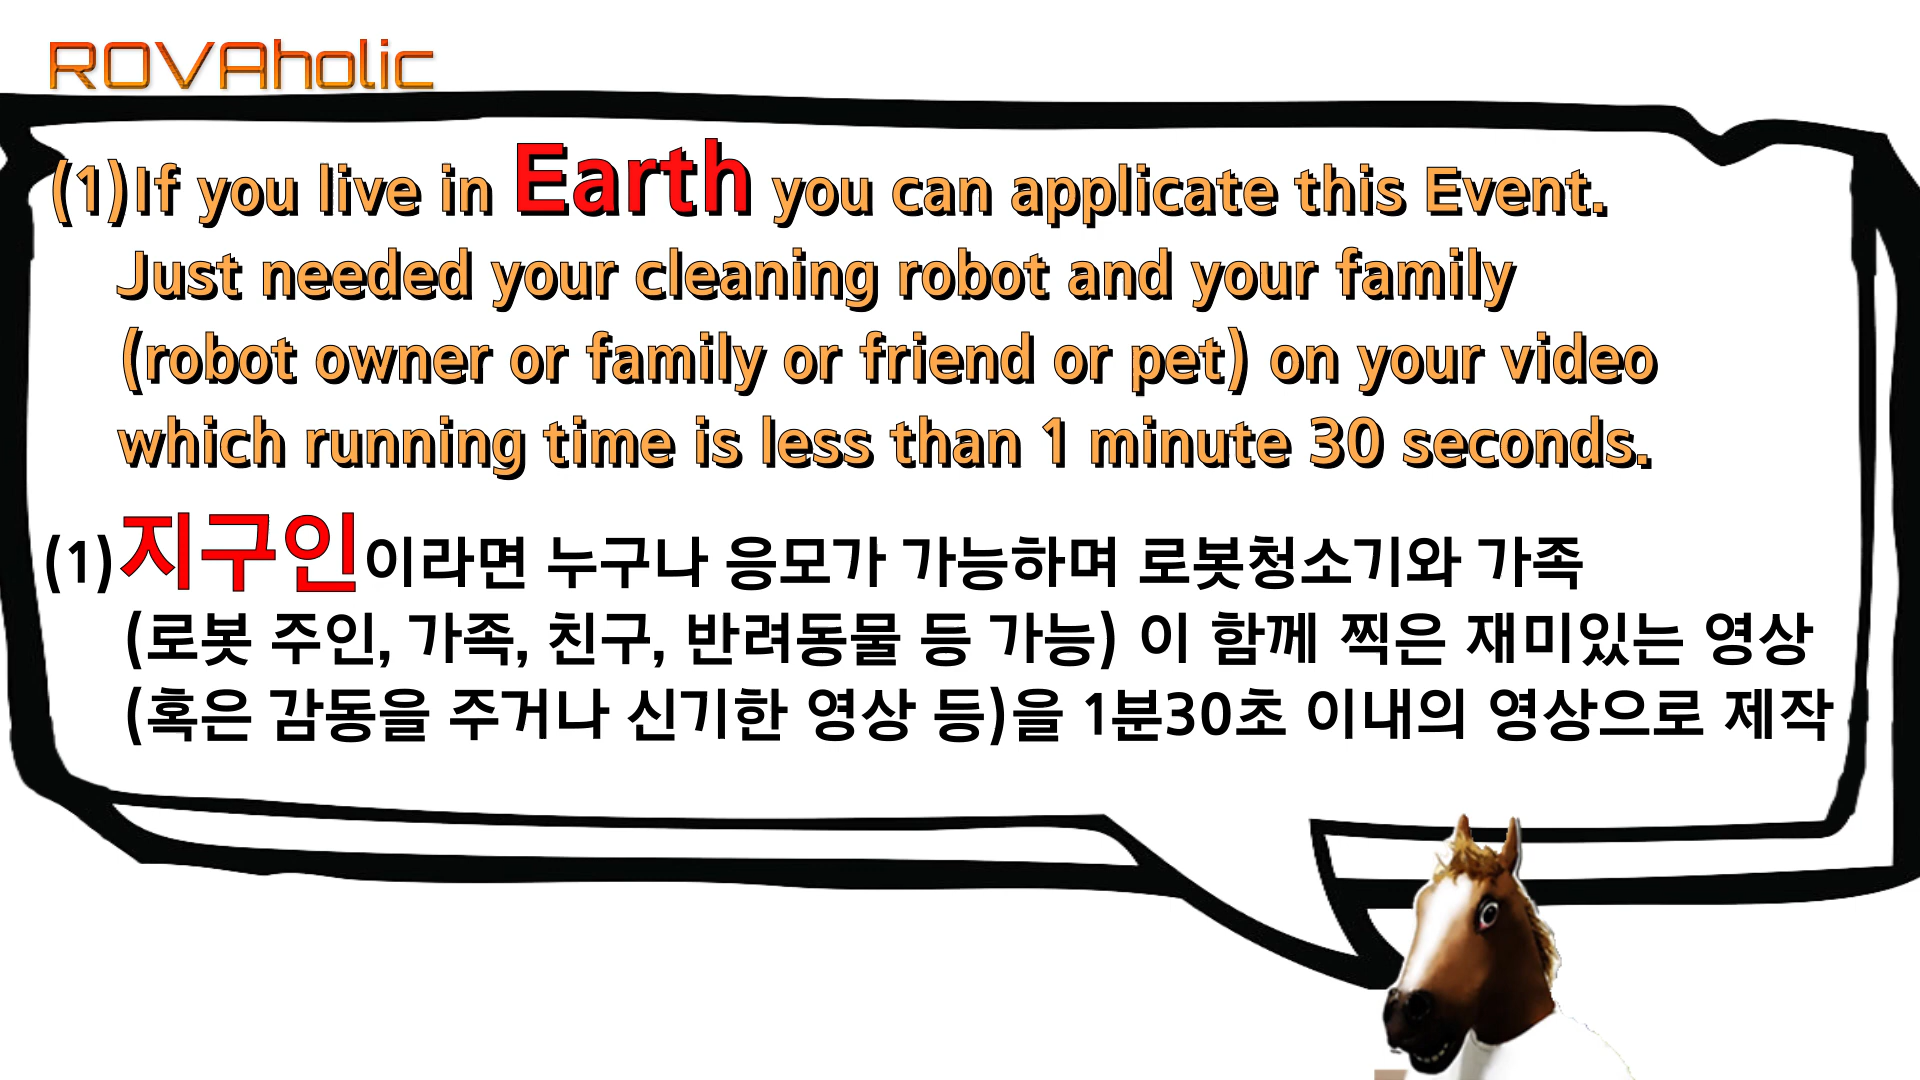 ROVAholic
(1)If you live in Earth you can applicate this Event.
Just needed your cleaning robot and your family
(robot owner or family or friend or pet) on your video
which running time is less than 1 minute 30 seconds.
(1)지구인이라면 누구나 응모가 가능하며 로봇청소기와 가족
(로봇 주인, 가족, 친구, 반려동물 등 가능) 이 함께 찍은 재미있는 영상
(혹은 감동을 주거나 신기한 영상 등)을 1분30초 이내의 영상으로 제작